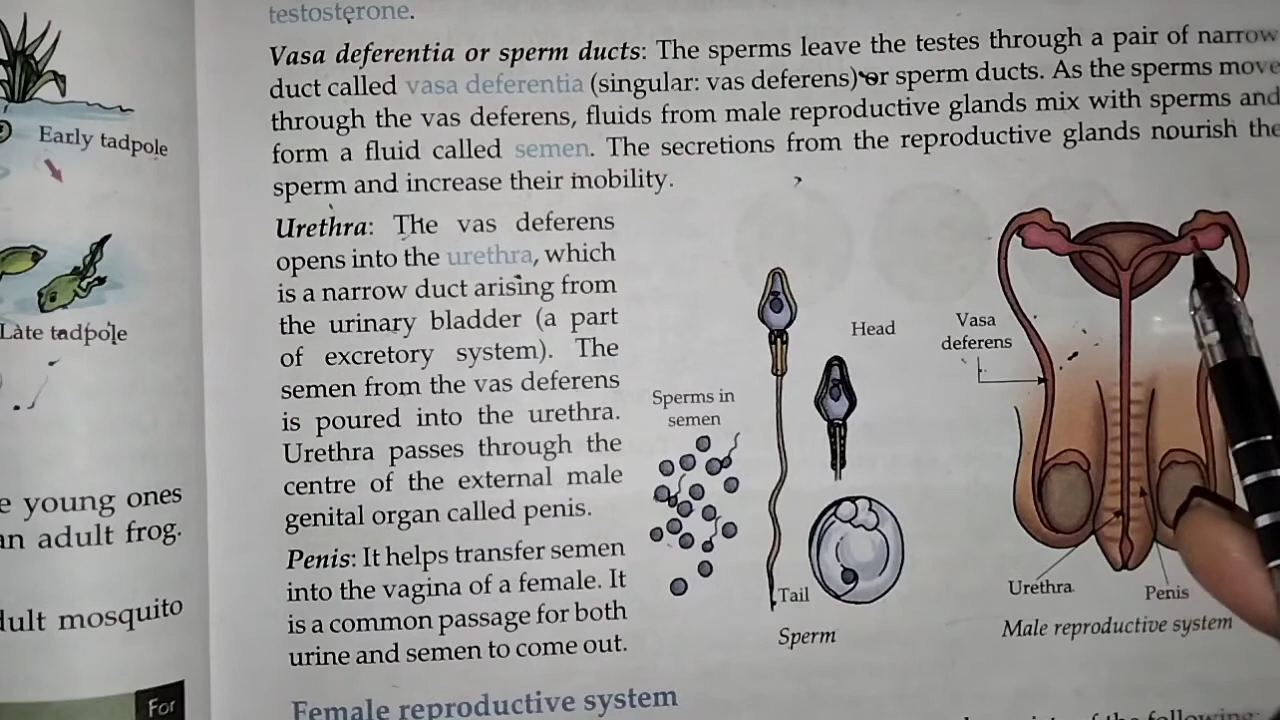 testosterone.
Vasa deferentia or sperm ducts: The sperms leave the testes through a pair of narrow
duct called vasa deferentia (singular: vas deferens) or sperm ducts. As the sperms move
through the vas deferens, fluids from male reproductive glands mix with sperms and
form a fluid called semen. The secretions from the reproductive glands nourish the
sperm and increase their mobility.
Urethra: The vas deferens
opens into the urethra, which
is a narrow duct arising from
the urinary bladder (a part
of excretory system). The
semen from the vas deferens
is poured into the urethra.
Urethra passes through the
centre of the external male
genital organ called penis.
Penis: It helps transfer semen
into the vagina of a female. It
is a common passage for both
urine and semen to come out.
Female reproductive system
Early tadpole
Late tadpole
e young ones
an adult frog.
dult mosquito
For
Sperms in
semen
Head
Tail
Sperm
Vasa
deferens
Urethra
Penis
Male reproductive system
of the following: